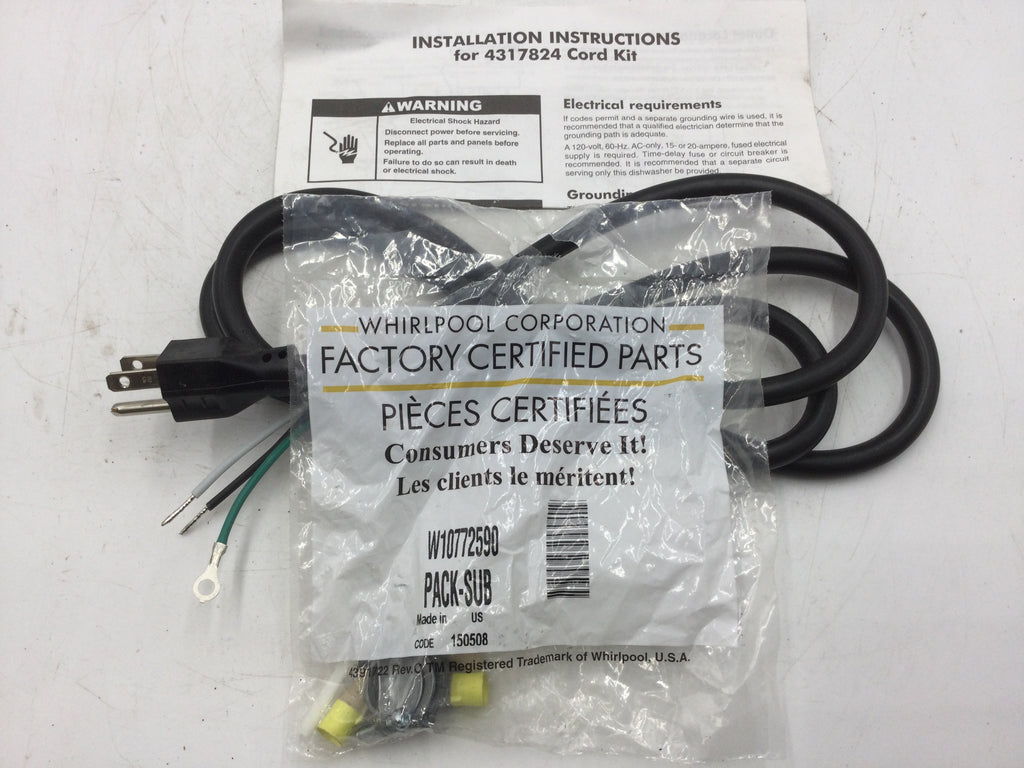 INSTALLATION INSTRUCTIONS
for 4317824 Cord Kit
WARNING
Electrical Shock Hazard
Disconnect power before servicing.
Replace all parts and panels before
operating.
Failure to do so can result in death
or electrical shock.
Electrical requirements
If codes permit and a separate grounding wire is used, it is
recommended that a qualified electrician determine that the
grounding path is adequate.
A 120-volt, 60-Hz, AC-only, 15- or 20-ampere, fused electrical
supply is required. Time-delay fuse or circuit breaker is
recommended. It is recommended that a separate circuit
serving only this dishwasher be provided.
WHIRLPOOL CORPORATION
FACTORY CERTIFIED PARTS
PIÈCES CERTIFIÉES
Consumers Deserve It!
Les clients le méritent!
W10772590
PACK-SUB
Made in US
CODE 150508
Rev.C TM Registered Trademark of Whirlpool, U.S.A.